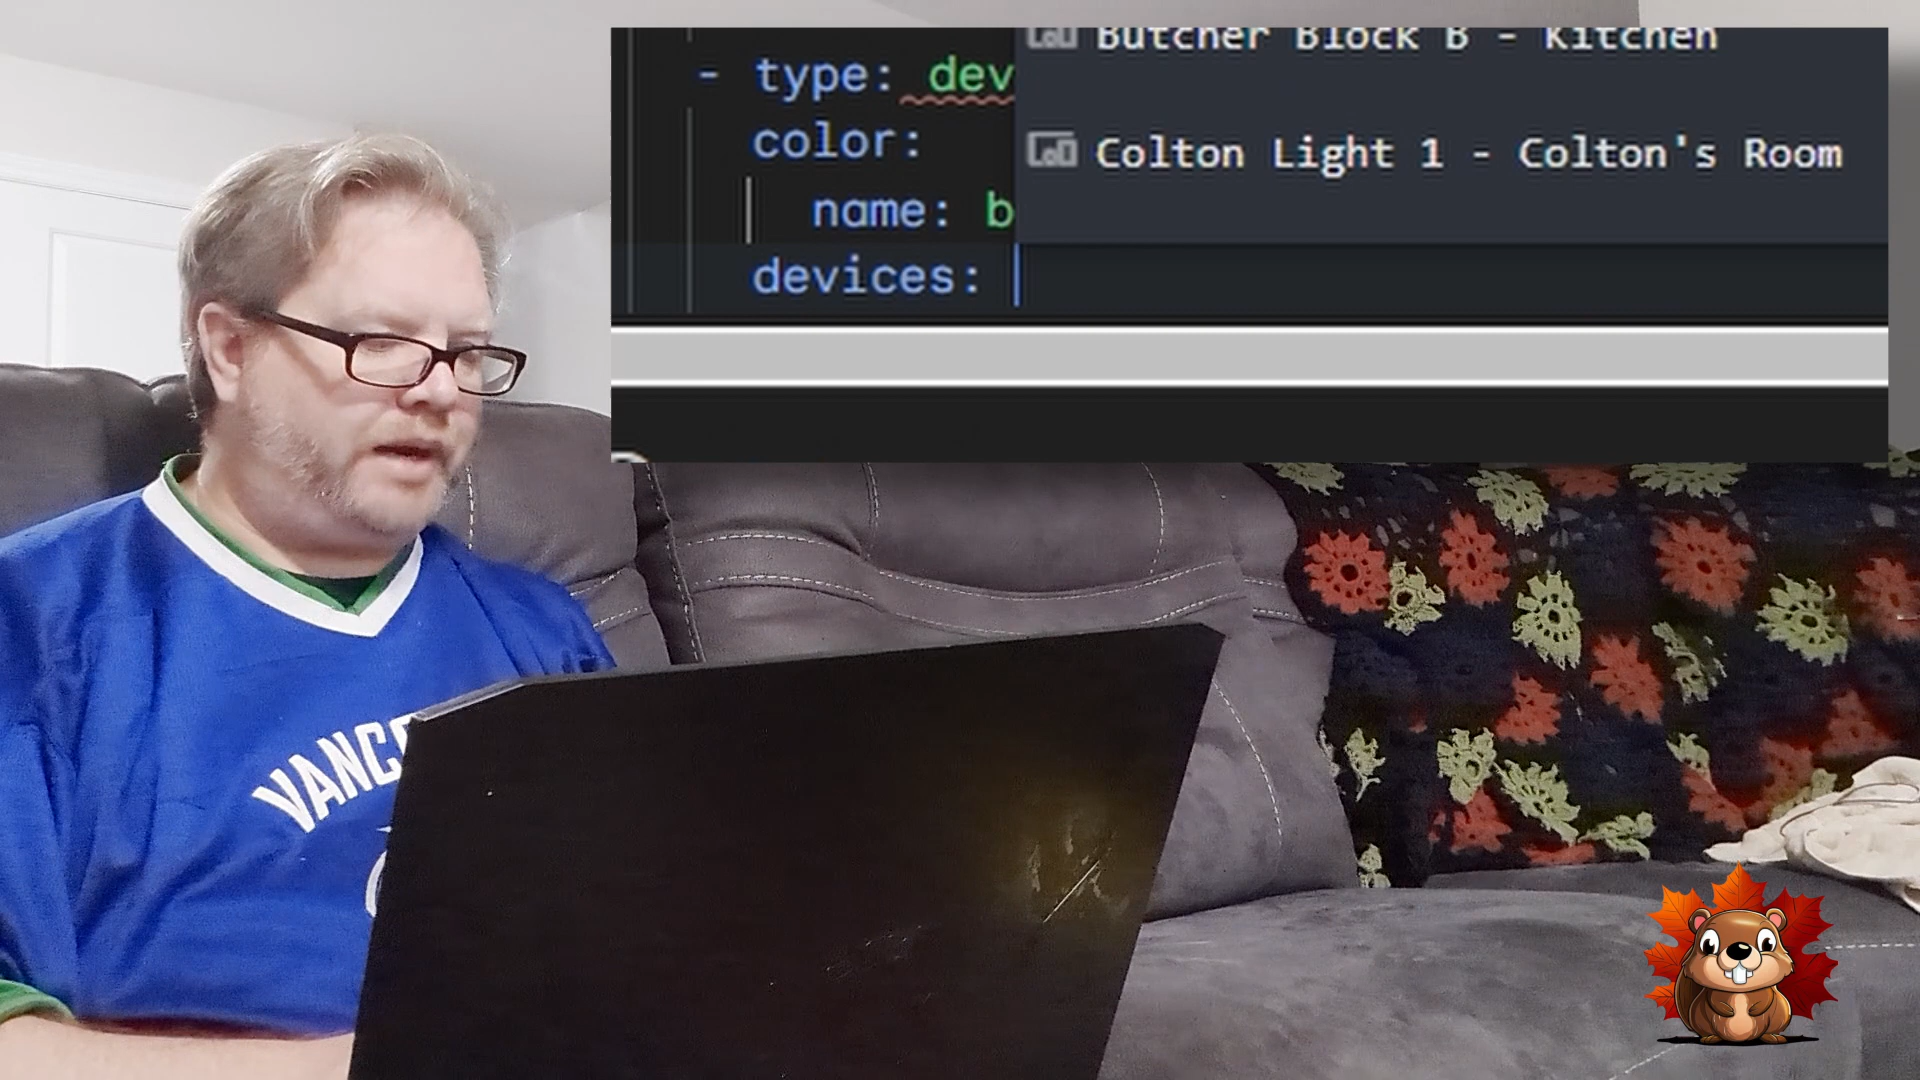 Butcher Block B - Kitchen
- type: dev
color:
Colton Light 1 - Colton's Room
name: b
devices:
VANC